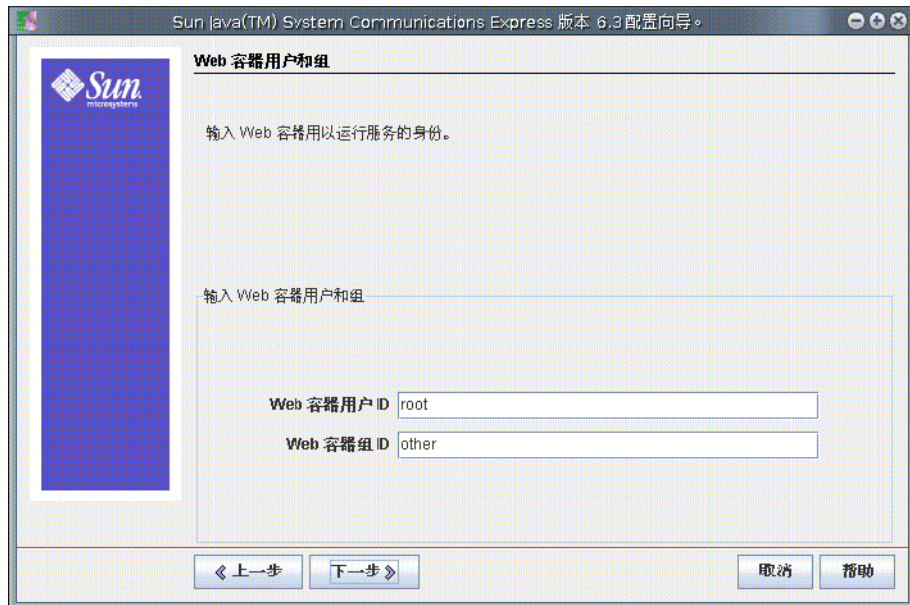 Sun Java(TM) System Communications Express 版本 6.3配置向导。
Sun
microsystems
Web 容器用户和组
输入 Web 容器用以运行服务的身份。
输入 Web 容器用户和组
Web 容器用户 ID root
Web 容器组 ID other
上一步 下一步 取消 帮助